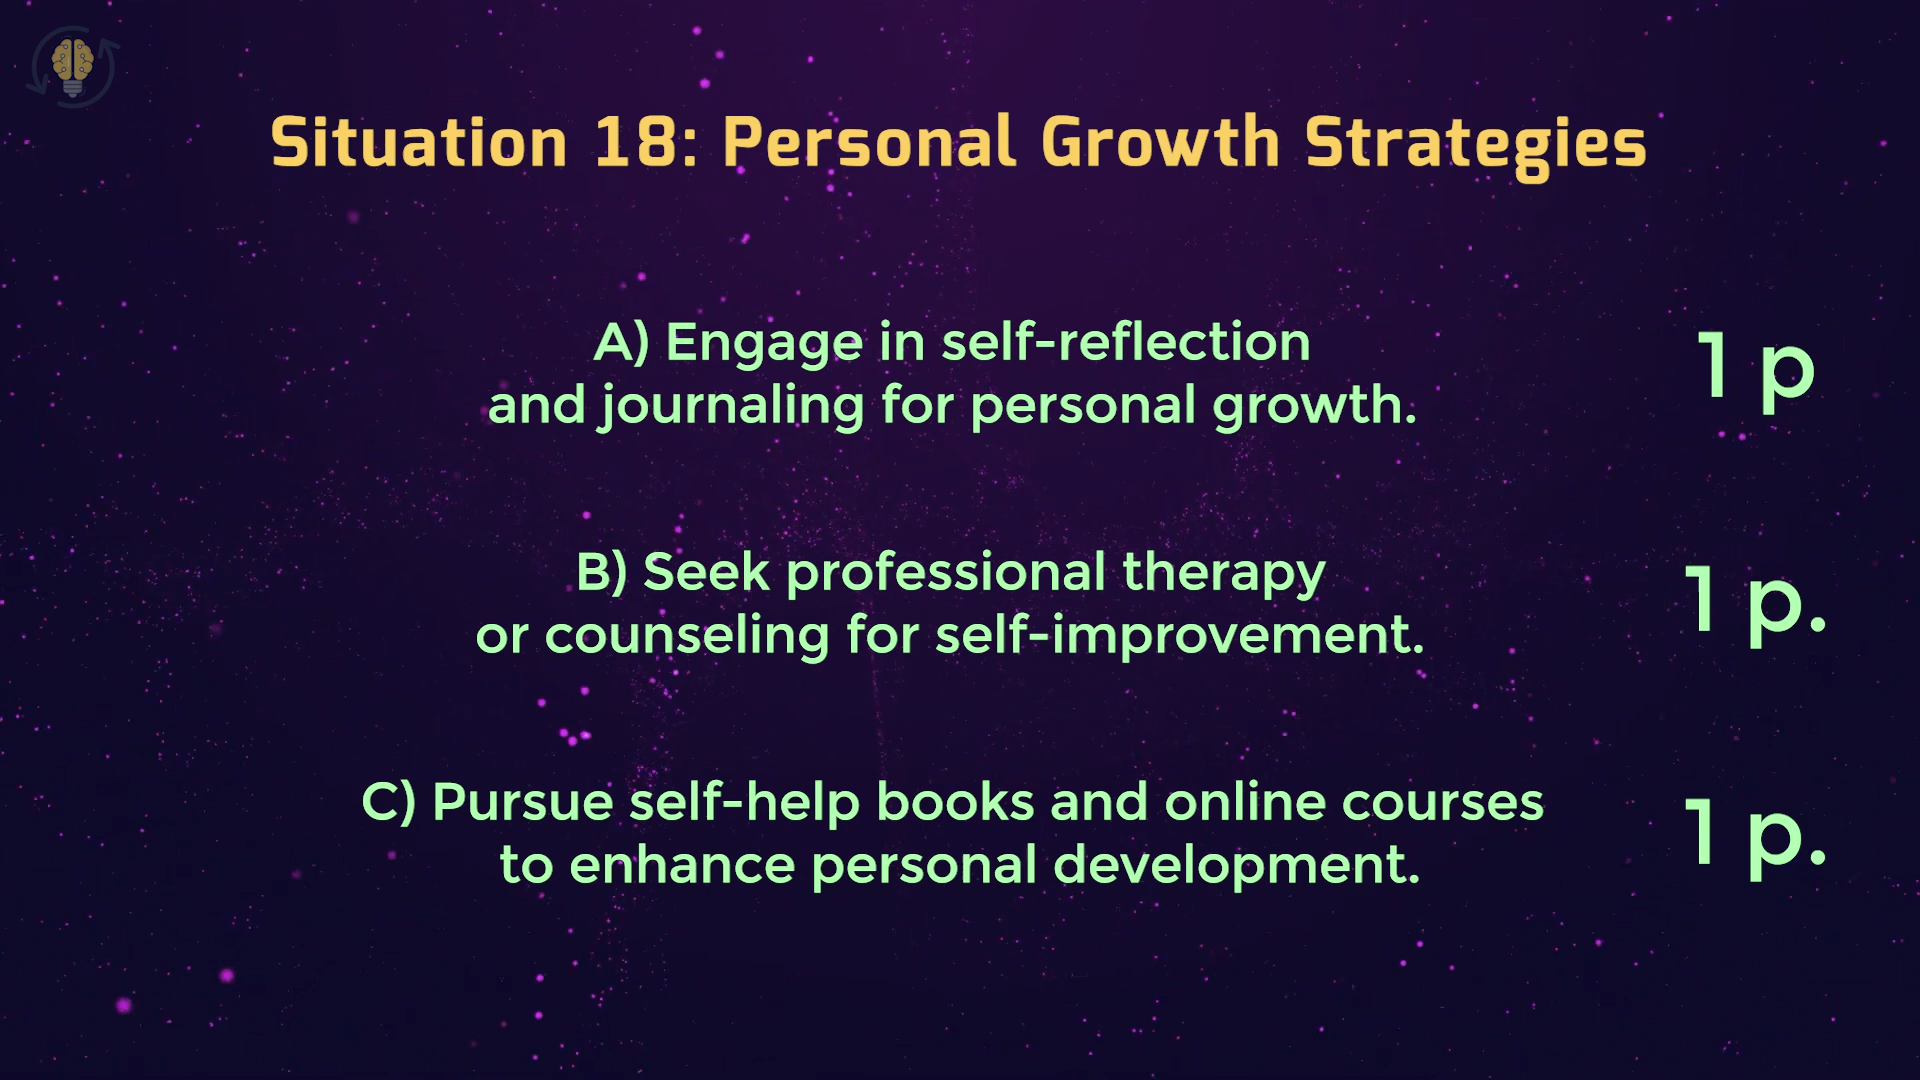 Situation 18: Personal Growth Strategies
A) Engage in self-reflection
and journaling for personal growth.
1 p
B) Seek professional therapy
or counseling for self-improvement.
1 p.
C) Pursue self-help books and online courses
to enhance personal development.
1 p.